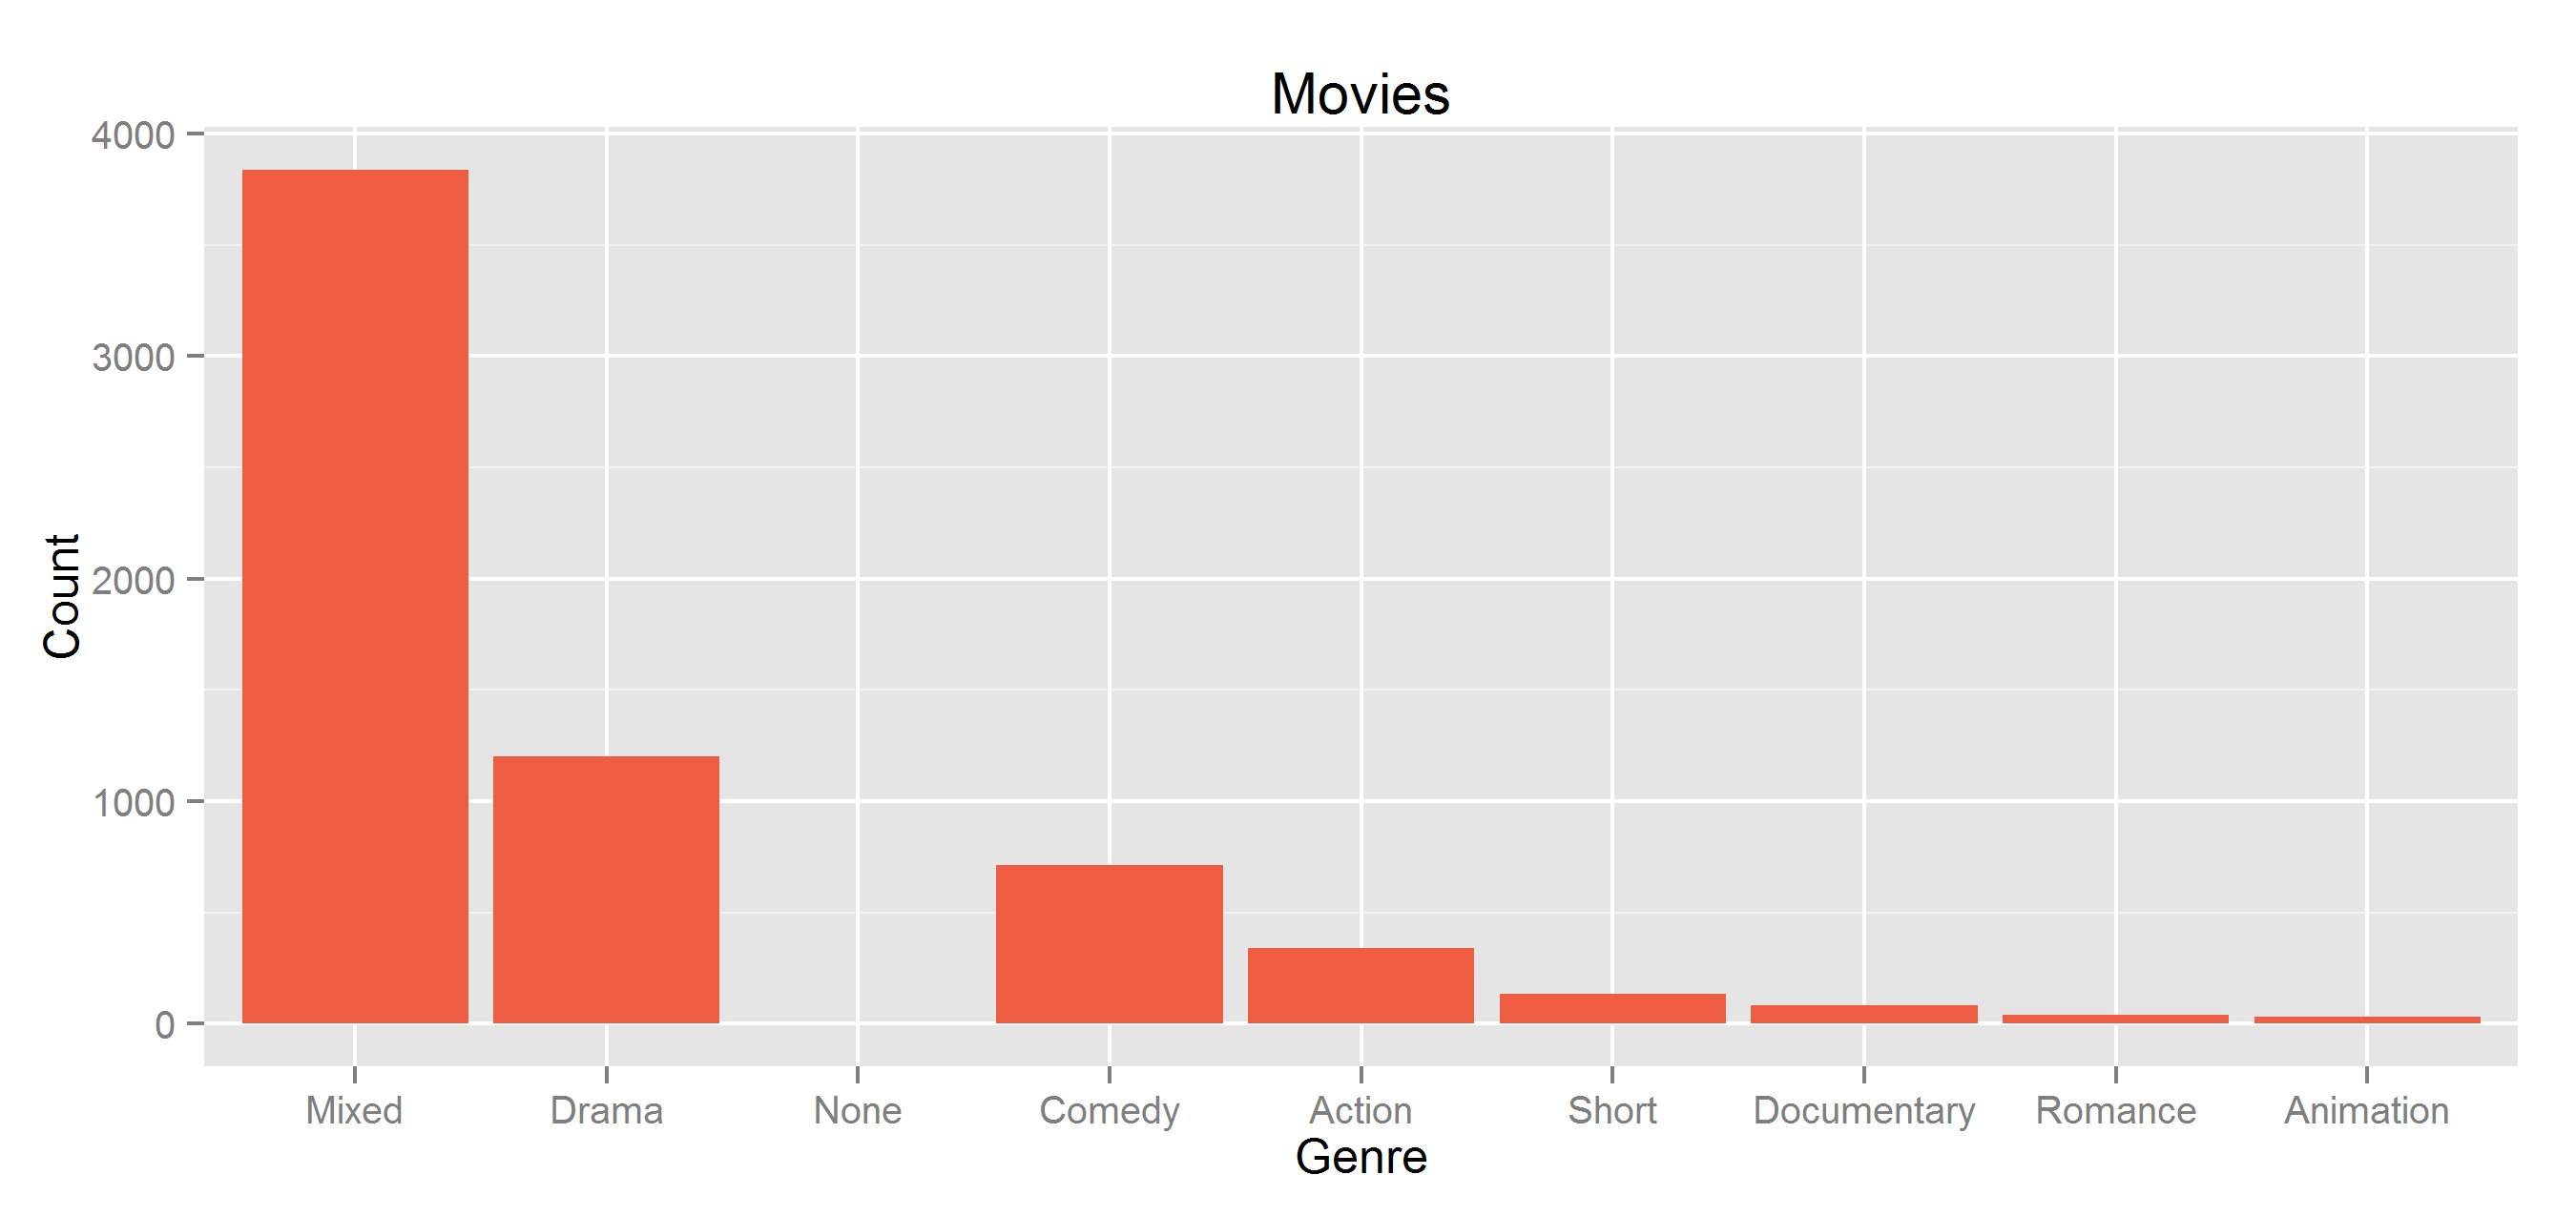 Movies
4000
3000
2000
1000
0
Count
Mixed Drama None Comedy Action Short Documentary Romance Animation
Genre